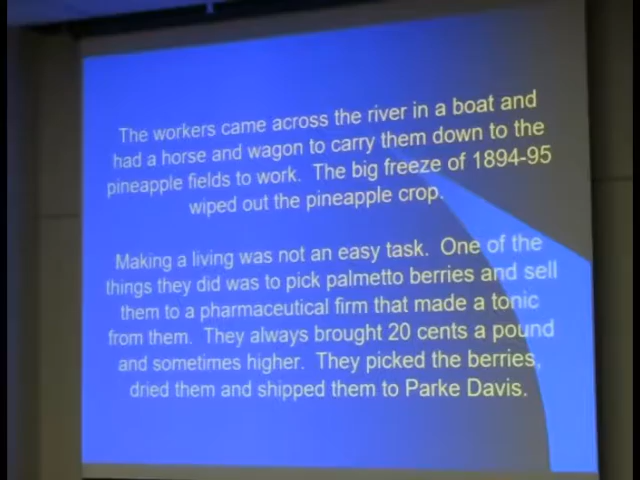 The workers came across the river in a boat and
had a horse and wagon to carry them down to the
pineapple fields to work. The big freeze of 1894-95
wiped out the pineapple crop.
Making a living was not an easy task. One of the
things they did was to pick palmetto berries and sell
them to a pharmaceutical firm that made a tonic
from them. They always brought 20 cents a pound
and sometimes higher. They picked the berries,
dried them and shipped them to Parke Davis.